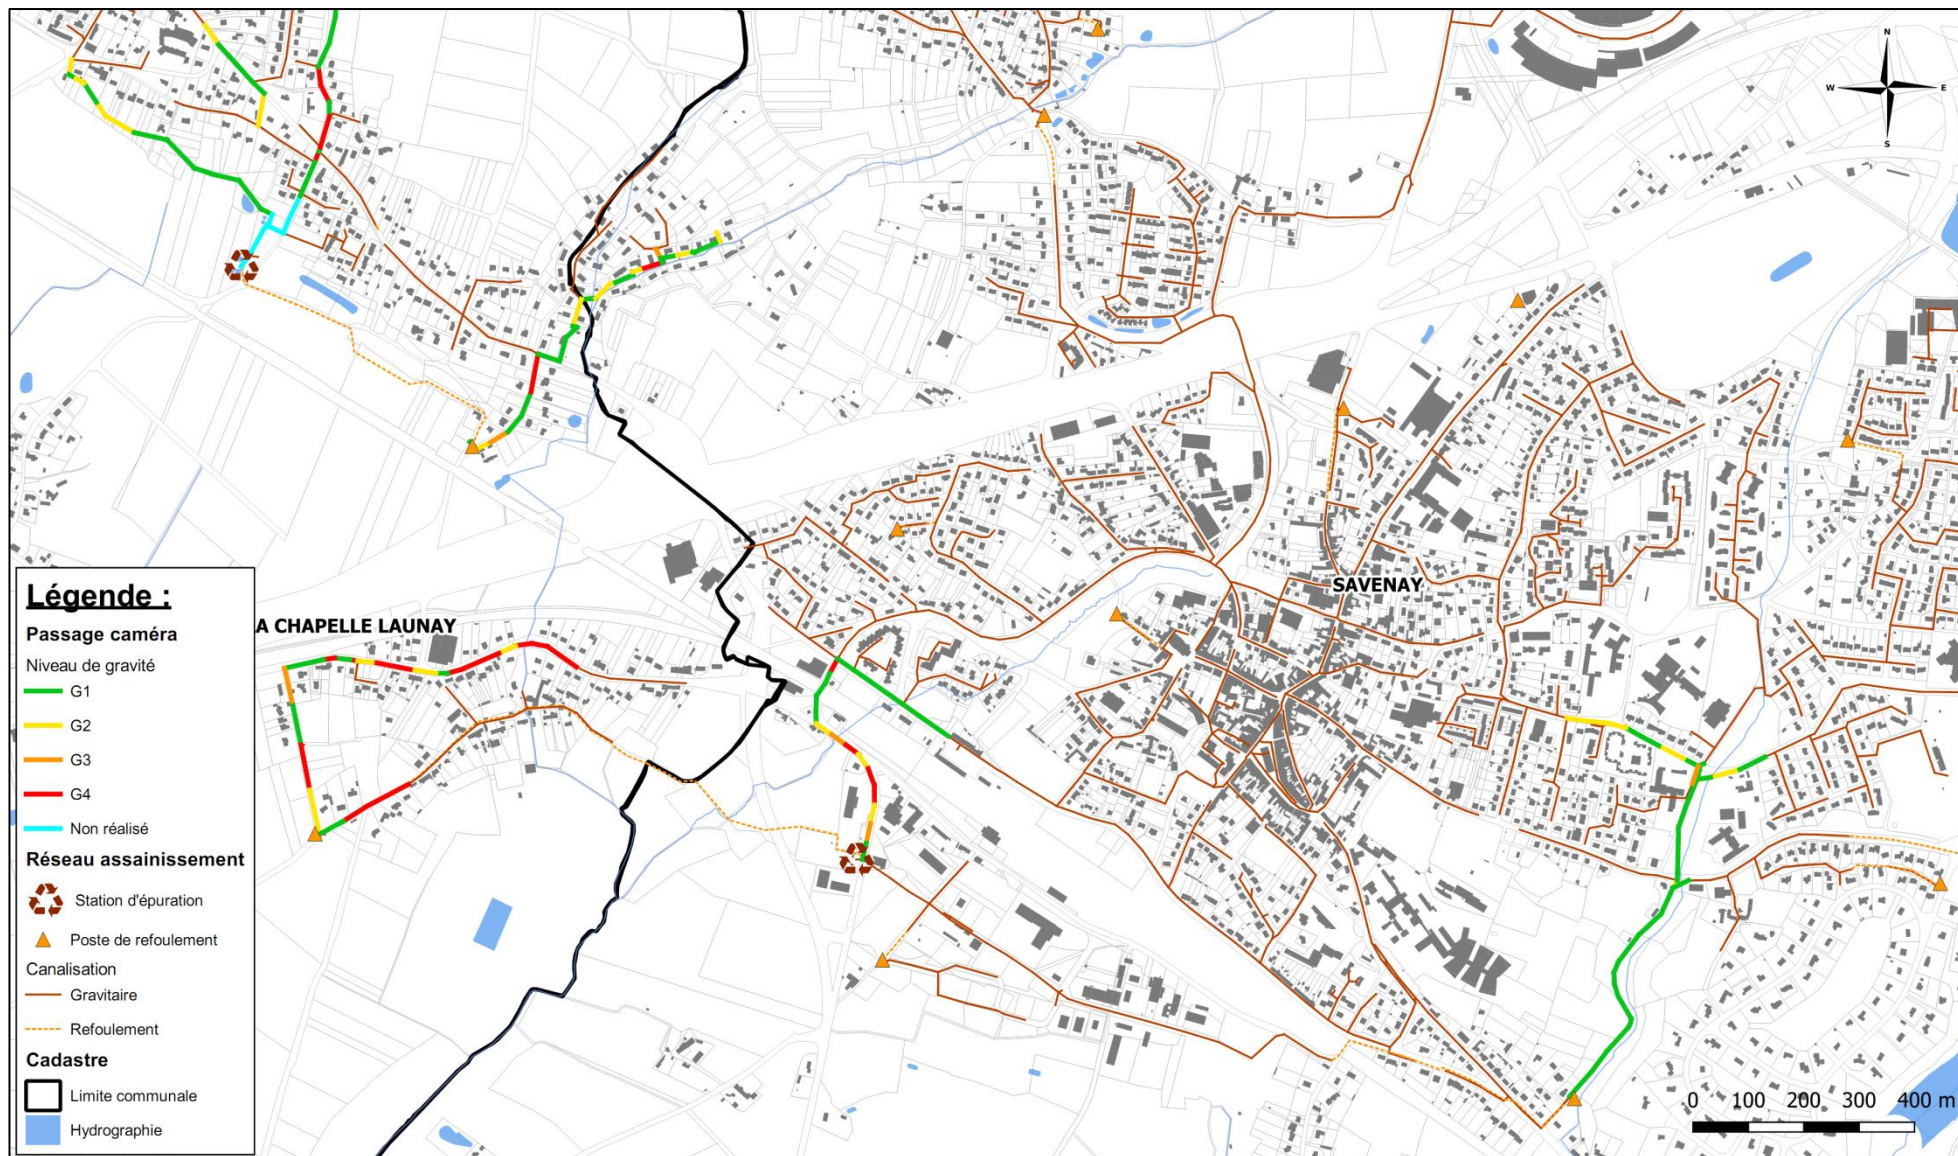 N
W
E
S
SAVENAY
A CHAPELLE LAUNAY
Légende :
Passage caméra
Niveau de gravité
G1
G2
G3
G4
Non réalisé
Réseau assainissement
Station d'épuration
Poste de refoulement
Canalisation
Gravitaire
Refoulement
Cadastre
Limite communale
Hydrographie
0 100 200 300 400 m